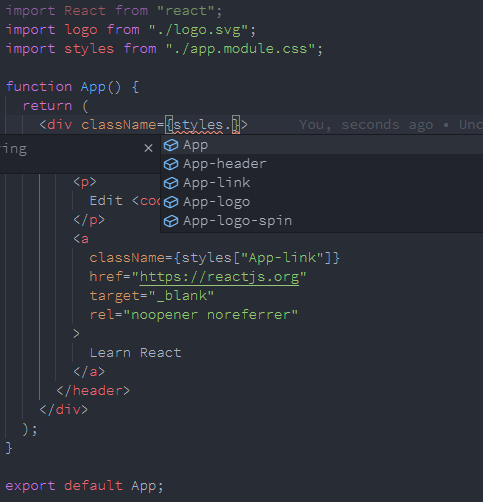 import React from "react";
import logo from "./logo.svg";
import styles from "./app.module.css";
function App() {
return (
<div className={styles.}> You, seconds ago • Unc
ing ×
App
App-header
App-link
App-logo
App-logo-spin
<p>
Edit <co
</p>
<a
className={styles["App-link"]}
href="https://reactjs.org"
target="_blank"
rel="noopener noreferrer"
>
Learn React
</a>
</header>
</div>
);
}
export default App;